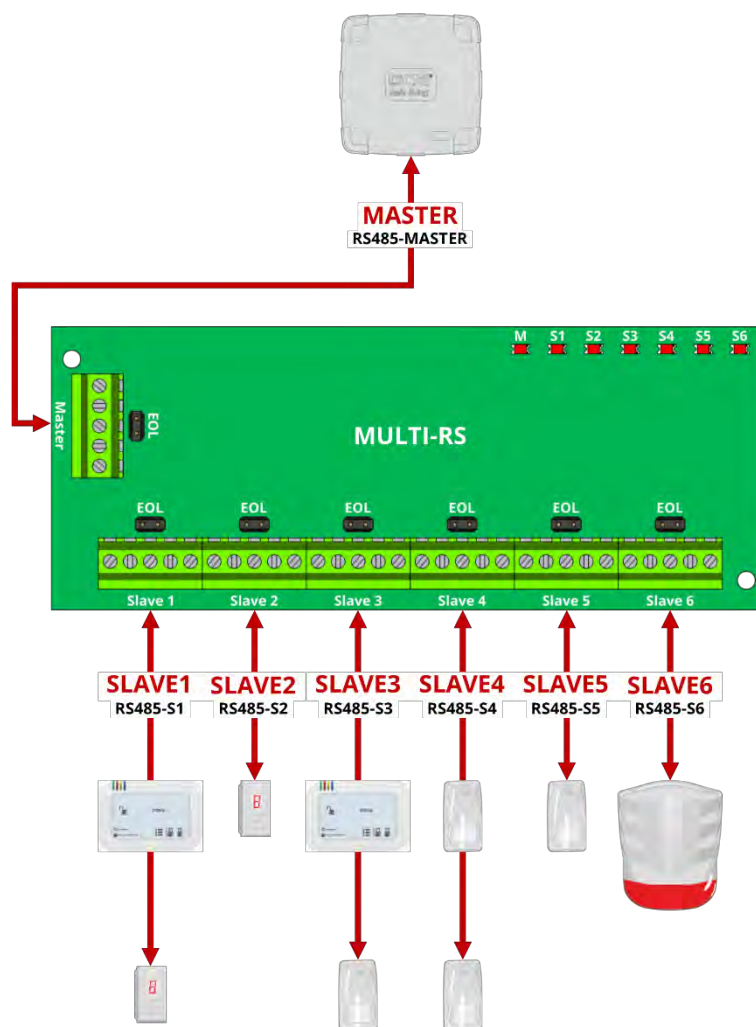 MASTER
RS485-MASTER
M S1 S2 S3 S4 S5 S6
Master
EOL
MULTI-RS
EOL EOL EOL EOL EOL EOL
Slave 1 Slave 2 Slave 3 Slave 4 Slave 5 Slave 6
SLAVE1 SLAVE2 SLAVE3 SLAVE4 SLAVE5 SLAVE6
RS485-S1 RS485-S2 RS485-S3 RS485-S4 RS485-S5 RS485-S6